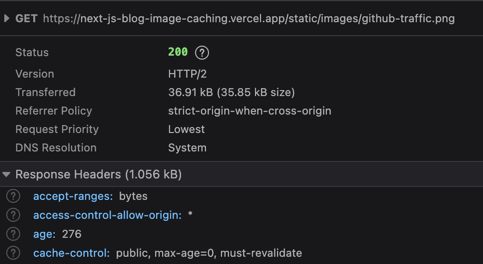 GET https://next-js-blog-image-caching.vercel.app/static/images/github-traffic.png
Status 200 ?
Version HTTP/2
Transferred 36.91 kB (35.85 kB size)
Referrer Policy strict-origin-when-cross-origin
Request Priority Lowest
DNS Resolution System
Response Headers (1.056 kB)
? accept-ranges: bytes
? access-control-allow-origin: *
? age: 276
? cache-control: public, max-age=0, must-revalidate